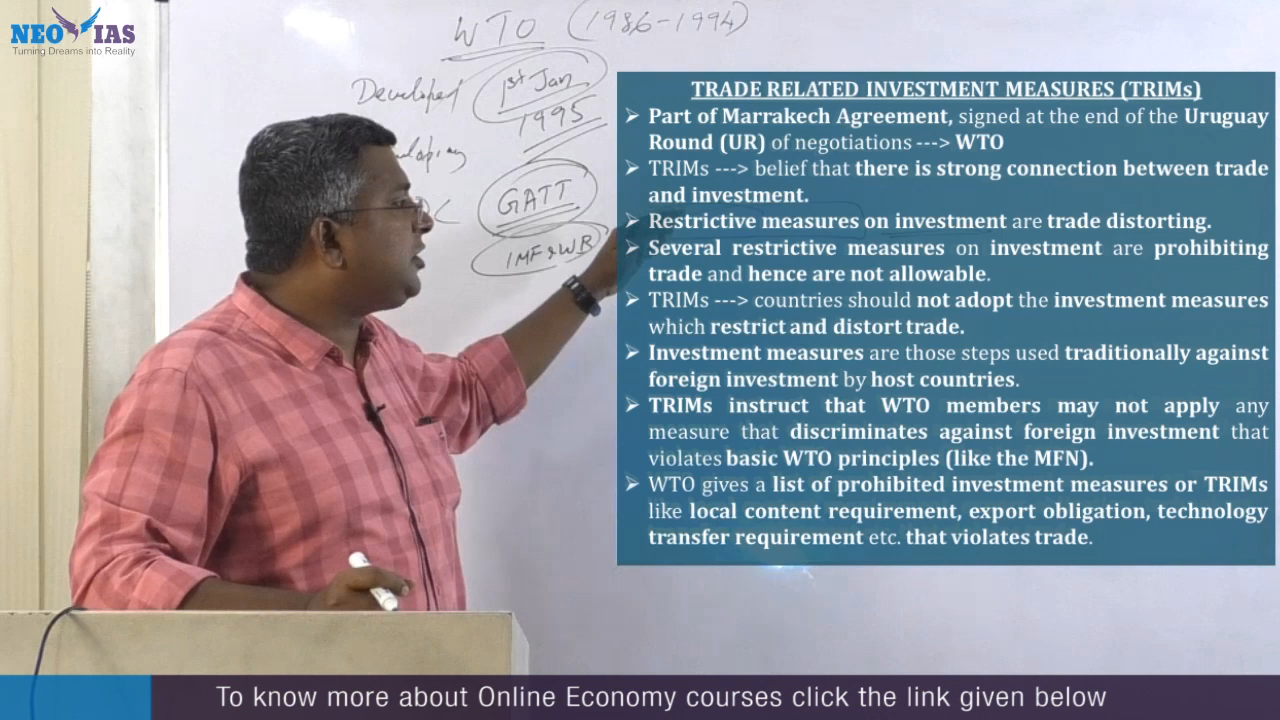 NEO IAS
Turning Dreams into Reality
WTO (1986-1994)
Developed
1st Jan
1995
GATT
IMF & WB
TRADE RELATED INVESTMENT MEASURES (TRIMs)
➢ Part of Marrakech Agreement, signed at the end of the Uruguay
Round (UR) of negotiations ---> WTO
➢ TRIMs ---> belief that there is strong connection between trade
and investment.
➢ Restrictive measures on investment are trade distorting.
➢ Several restrictive measures on investment are prohibiting
trade and hence are not allowable.
➢ TRIMs ---> countries should not adopt the investment measures
which restrict and distort trade.
➢ Investment measures are those steps used traditionally against
foreign investment by host countries.
➢ TRIMs instruct that WTO members may not apply any
measure that discriminates against foreign investment that
violates basic WTO principles (like the MFN).
➢ WTO gives a list of prohibited investment measures or TRIMs
like local content requirement, export obligation, technology
transfer requirement etc. that violates trade.
To know more about Online Economy courses click the link given below